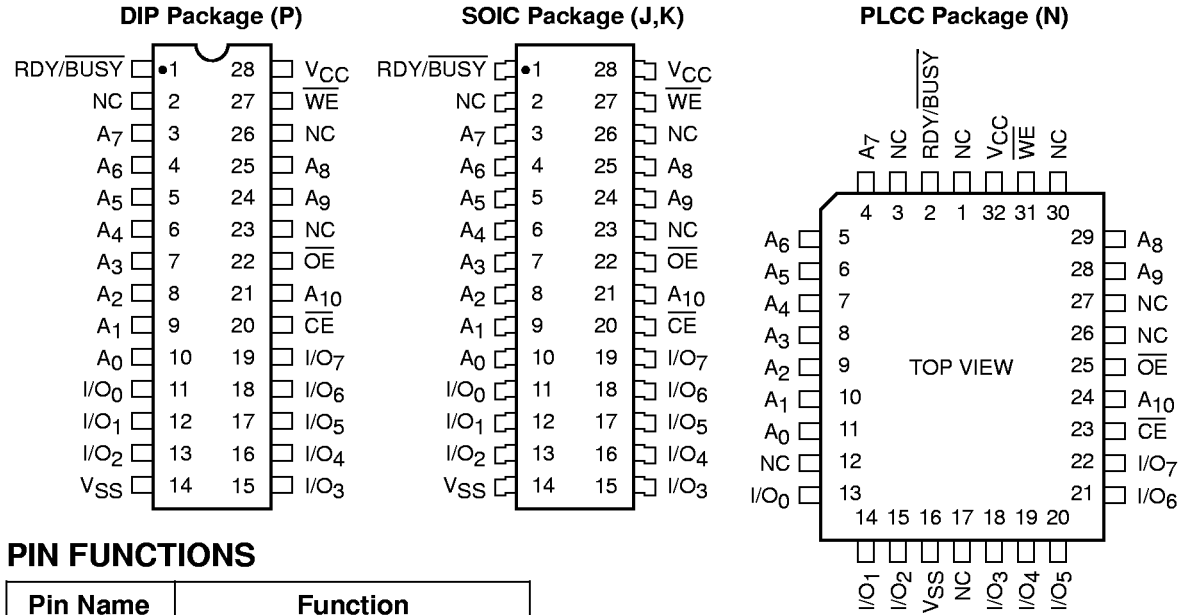 DIP Package (P) SOIC Package (J,K) PLCC Package (N)
RDY/BUSY 1 28 VCC
NC 2 27 WE
A7 3 26 NC
A6 4 25 A8
A5 5 24 A9
A4 6 23 NC
A3 7 22 OE
A2 8 21 A10
A1 9 20 CE
A0 10 19 I/O7
I/O0 11 18 I/O6
I/O1 12 17 I/O5
I/O2 13 16 I/O4
VSS 14 15 I/O3
RDY/BUSY 1 28 VCC
NC 2 27 WE
A7 3 26 NC
A6 4 25 A8
A5 5 24 A9
A4 6 23 NC
A3 7 22 OE
A2 8 21 A10
A1 9 20 CE
A0 10 19 I/O7
I/O0 11 18 I/O6
I/O1 12 17 I/O5
I/O2 13 16 I/O4
VSS 14 15 I/O3
A7 NC RDY/BUSY NC VCC WE NC
4 3 2 1 32 31 30
A6 5 29 A8
A5 6 28 A9
A4 7 27 NC
A3 8 26 NC
A2 9 TOP VIEW 25 OE
A1 10 24 A10
A0 11 23 CE
NC 12 22 I/O7
I/O0 13 21 I/O6
14 15 16 17 18 19 20
I/O1 I/O2 VSS NC I/O3 I/O4 I/O5
PIN FUNCTIONS
Pin Name Function